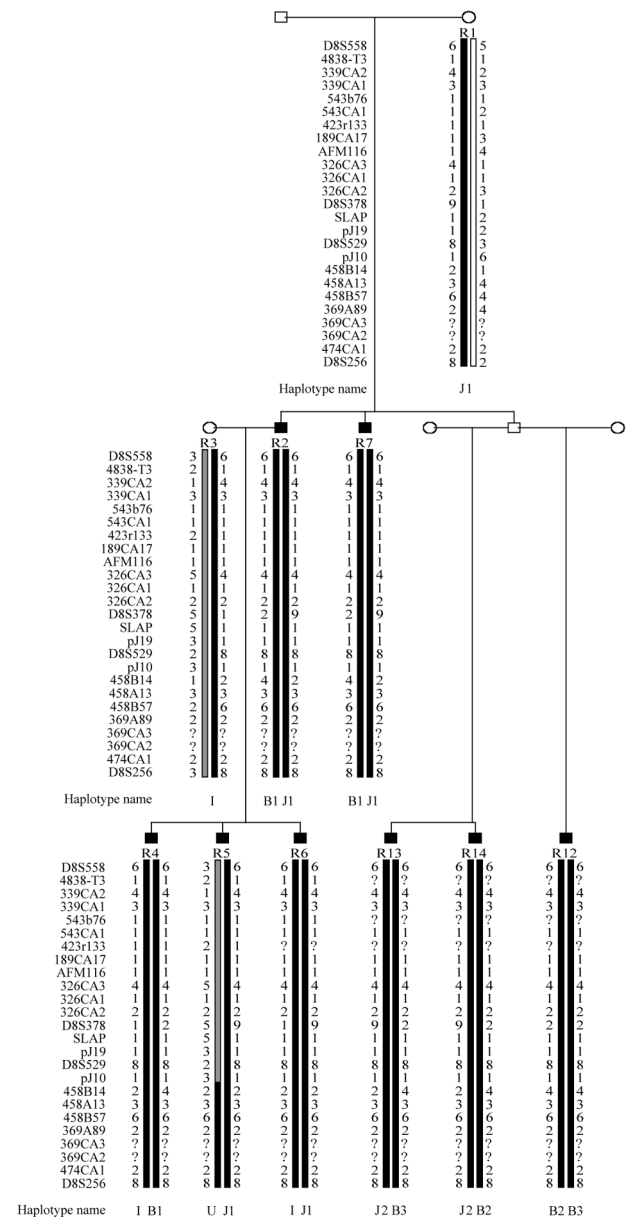 R1
D8S558 6 5
4838-T3 1 1
339CA2 4 2
339CA1 3 3
543b76 1 1
543CA1 1 2
423r133 1 1
189CA17 1 3
AFM116 1 4
326CA3 4 1
326CA1 1 1
326CA2 2 3
D8S378 9 1
SLAP 1 2
pJ19 1 2
D8S529 8 3
pJ10 1 6
458B14 2 1
458A13 3 4
458B57 6 4
369A89 2 4
369CA3 ? ?
369CA2 ? ?
474CA1 2 2
D8S256 8 2
Haplotype name J1
R3 R2 R7
D8S558 3 6 6 6 6 6
4838-T3 2 1 1 1 1 1
339CA2 1 4 4 4 4 4
339CA1 3 3 3 3 3 3
543b76 1 1 1 1 1 1
543CA1 1 1 1 1 1 1
423r133 2 1 1 1 1 1
189CA17 1 1 1 1 1 1
AFM116 1 1 1 1 1 1
326CA3 5 4 4 4 4 4
326CA1 1 1 1 1 1 1
326CA2 2 2 2 2 2 2
D8S378 5 1 2 9 2 9
SLAP 5 1 1 1 1 1
pJ19 3 1 1 1 1 1
D8S529 2 8 8 8 8 8
pJ10 3 1 1 1 1 1
458B14 1 2 4 2 4 2
458A13 3 3 3 3 3 3
458B57 2 6 6 6 6 6
369A89 2 2 2 2 2 2
369CA3 ? ? ? ? ? ?
369CA2 ? ? ? ? ? ?
474CA1 2 2 2 2 2 2
D8S256 3 8 8 8 8 8
Haplotype name I B1 J1 B1 J1
R4 R5 R6 R13 R14 R12
D8S558 6 6 3 6 6 6 6 6 6 6 6 6
4838-T3 1 1 2 1 1 1 ? ? ? ? ? ?
339CA2 4 4 1 4 4 4 4 4 4 4 4 4
339CA1 3 3 3 3 3 3 3 3 3 3 3 3
543b76 1 1 1 1 1 1 ? ? ? ? ? ?
543CA1 1 1 1 1 1 1 1 1 1 1 1 1
423r133 1 1 2 1 ? ? ? ? ? ? ? ?
189CA17 1 1 1 1 1 1 1 1 1 1 1 1
AFM116 1 1 1 1 1 1 1 1 1 1 1 1
326CA3 4 4 5 4 4 4 4 4 4 4 4 4
326CA1 1 1 1 1 1 1 1 1 1 1 1 1
326CA2 2 2 2 2 2 2 2 2 2 2 2 2
D8S378 1 2 5 9 1 9 9 2 9 2 2 2
SLAP 1 1 5 1 1 1 1 1 1 1 1 1
pJ19 1 1 3 1 1 1 1 1 1 1 1 1
D8S529 8 8 2 8 8 8 8 8 8 8 8 8
pJ10 1 1 3 1 1 1 1 1 1 1 1 1
458B14 2 4 2 2 2 2 2 4 2 4 4 4
458A13 3 3 3 3 3 3 3 3 3 3 3 3
458B57 6 6 6 6 6 6 6 6 6 6 6 6
369A89 2 2 2 2 2 2 2 2 2 2 2 2
369CA3 ? ? ? ? ? ? ? ? ? ? ? ?
369CA2 ? ? ? ? ? ? ? ? ? ? ? ?
474CA1 2 2 2 2 2 2 2 2 2 2 2 2
D8S256 8 8 8 8 8 8 8 8 8 8 8 8
Haplotype name I B1 U J1 I J1 J2 B3 J2 B2 B2 B3